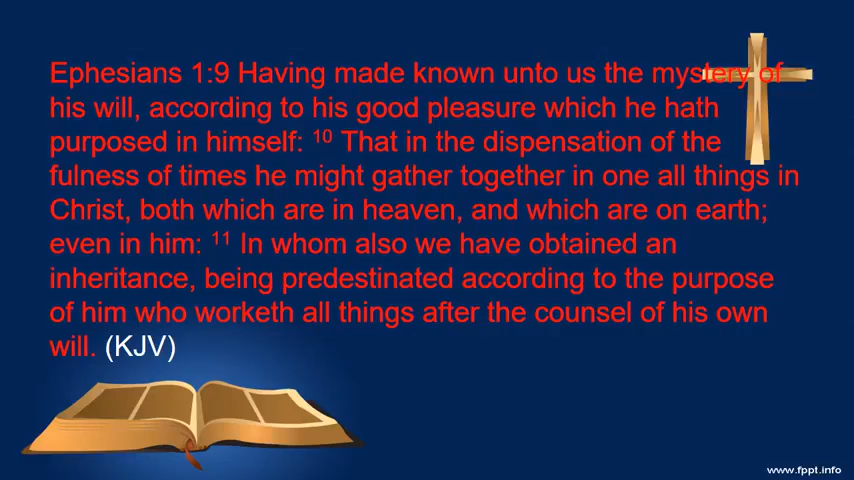 Ephesians 1:9 Having made known unto us the mystery of
his will, according to his good pleasure which he hath
purposed in himself: 10 That in the dispensation of the
fulness of times he might gather together in one all things in
Christ, both which are in heaven, and which are on earth;
even in him: 11 In whom also we have obtained an
inheritance, being predestinated according to the purpose
of him who worketh all things after the counsel of his own
will. (KJV)
www.fppt.info